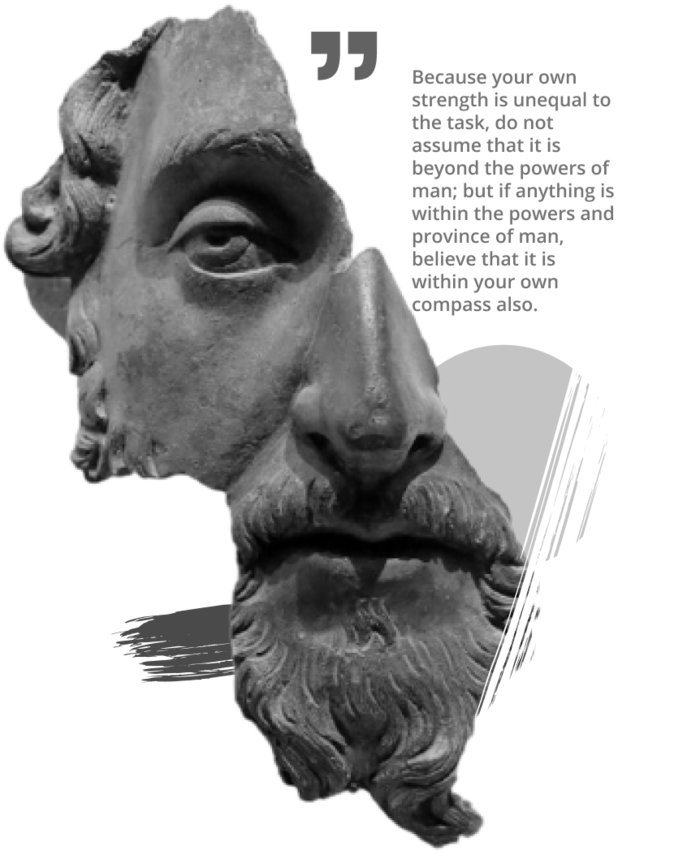 ”
Because your own
strength is unequal to
the task, do not
assume that it is
beyond the powers of
man; but if anything is
within the powers and
province of man,
believe that it is
within your own
compass also.